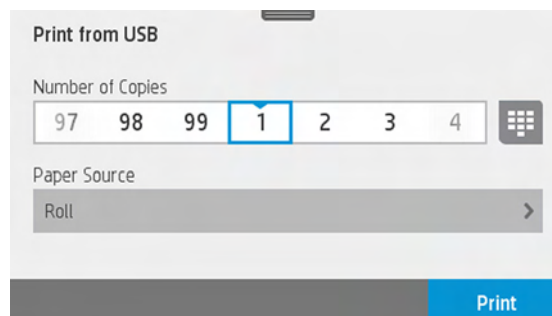 Print from USB
Number of Copies
97 98 99 1 2 3 4
Paper Source
Roll
Print